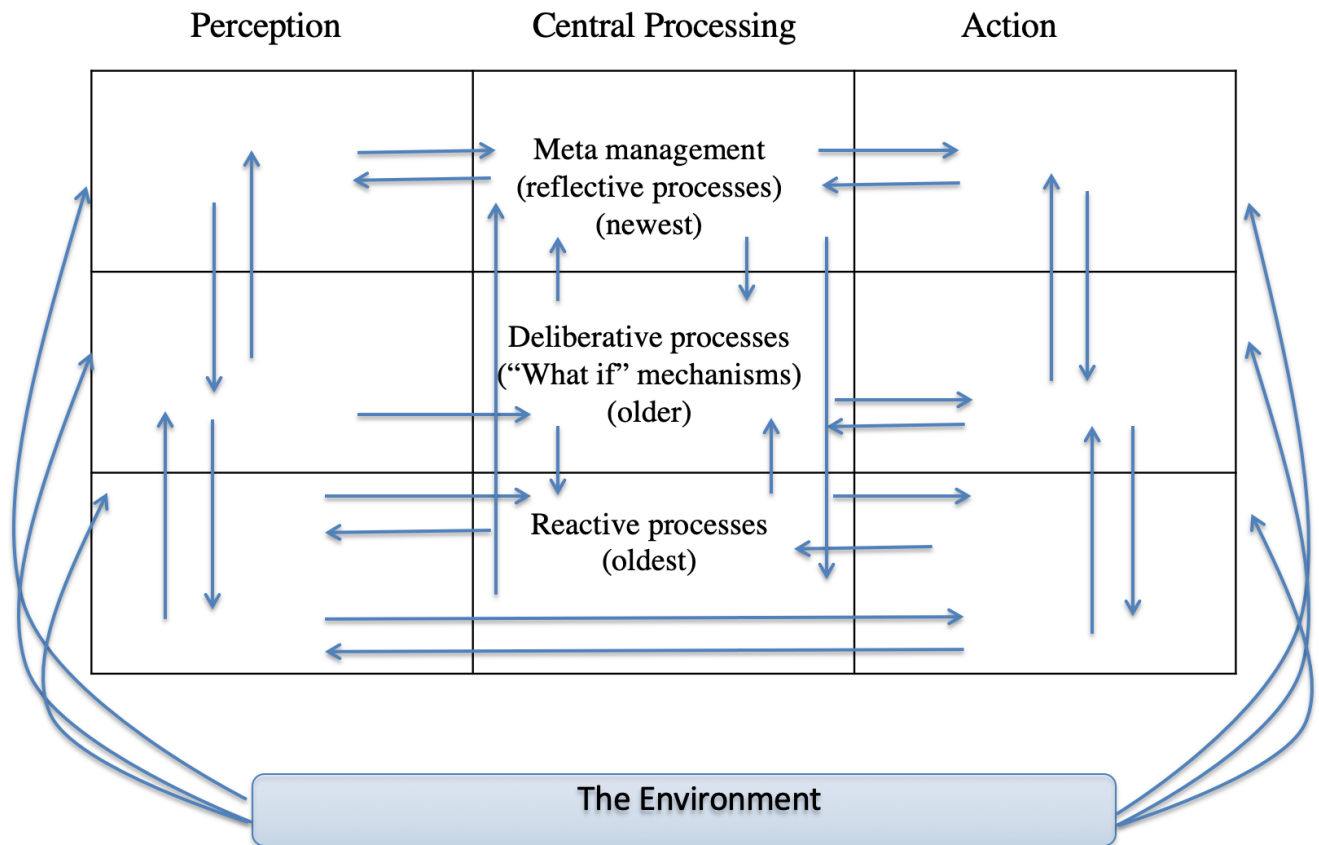 Perception
Central Processing
Action
Meta management
(reflective processes)
(newest)
Deliberative processes
(“What if” mechanisms)
(older)
Reactive processes
(oldest)
The Environment